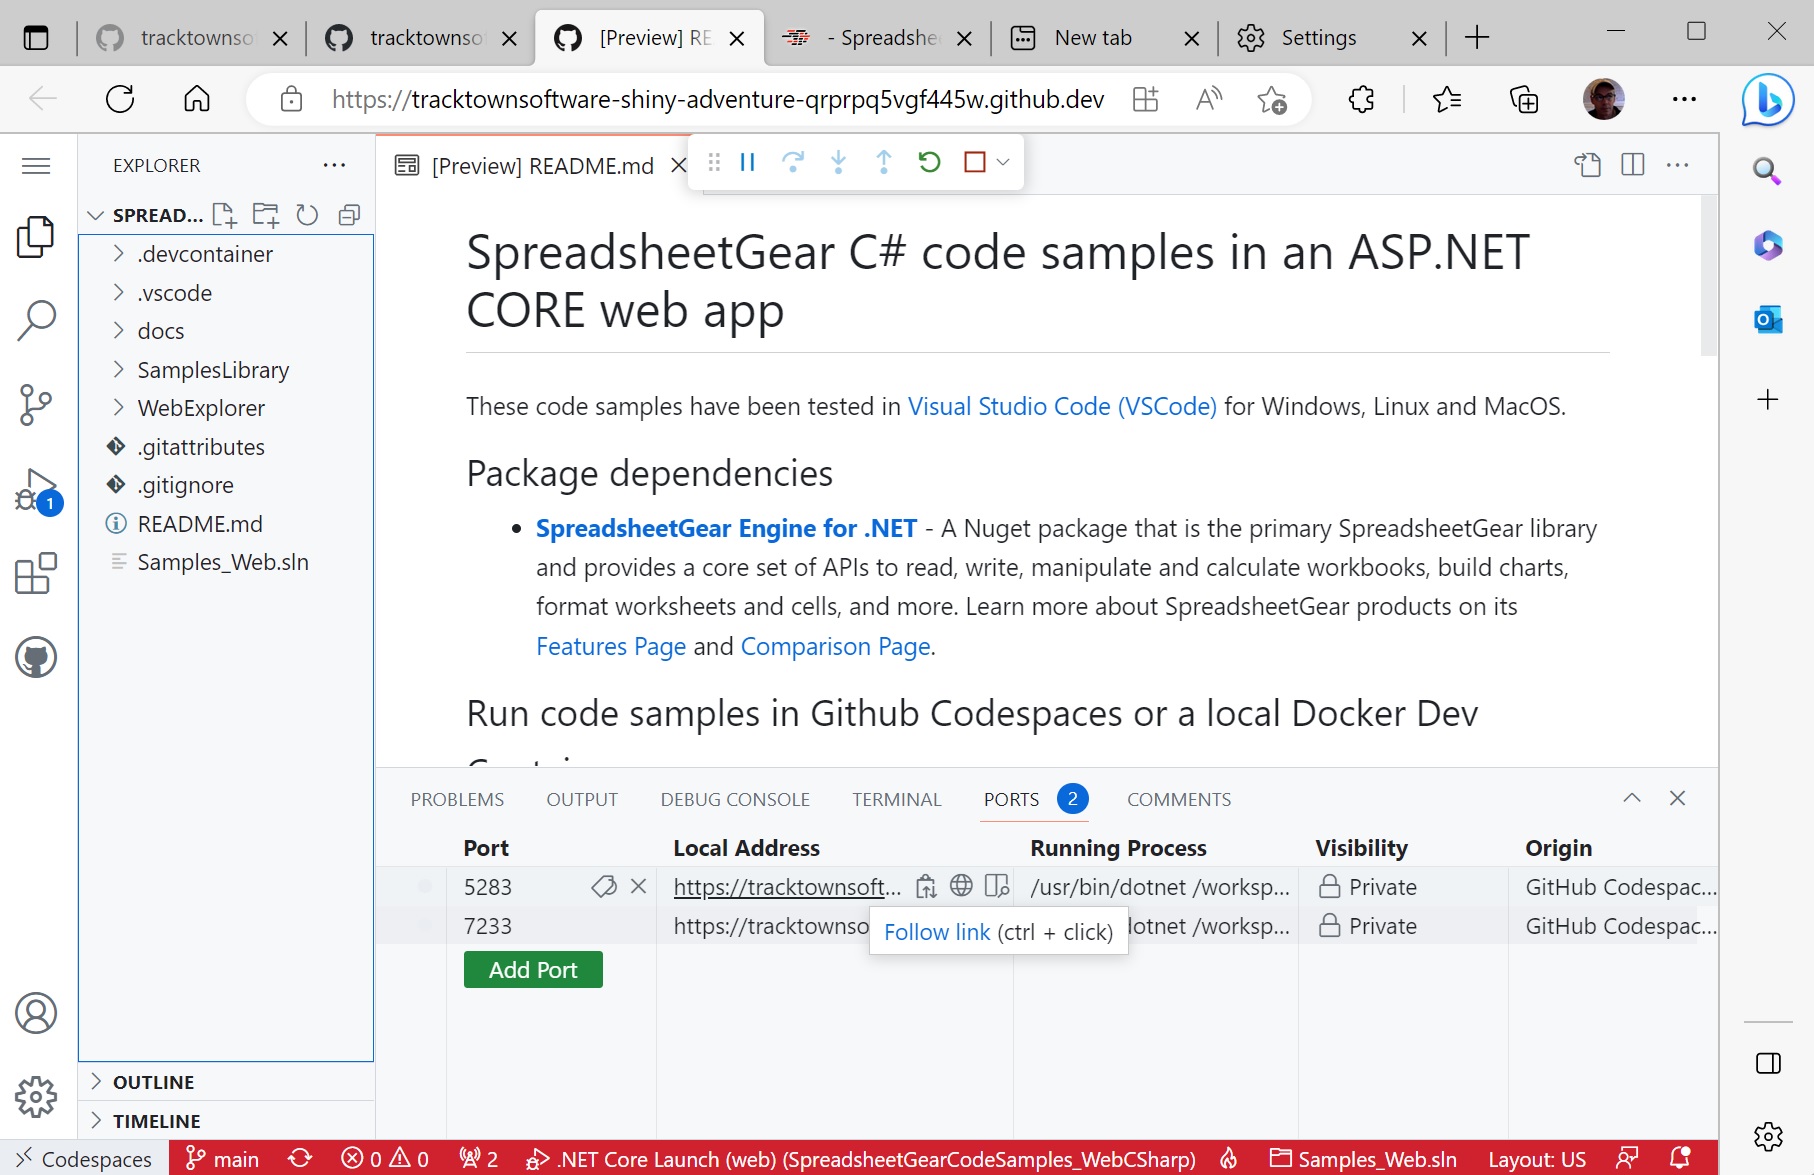 tracktownso
tracktownso
[Preview] RE
- Spreadshe
New tab
Settings
https://tracktownsoftware-shiny-adventure-qrprpq5vgf445w.github.dev
EXPLORER
[Preview] README.md
SPREAD...
.devcontainer
.vscode
docs
SamplesLibrary
WebExplorer
.gitattributes
.gitignore
README.md
Samples_Web.sln
1
SpreadsheetGear C# code samples in an ASP.NET
CORE web app
These code samples have been tested in Visual Studio Code (VSCode) for Windows, Linux and MacOS.
Package dependencies
• SpreadsheetGear Engine for .NET - A Nuget package that is the primary SpreadsheetGear library
and provides a core set of APIs to read, write, manipulate and calculate workbooks, build charts,
format worksheets and cells, and more. Learn more about SpreadsheetGear products on its
Features Page and Comparison Page.
Run code samples in Github Codespaces or a local Docker Dev
PROBLEMS OUTPUT DEBUG CONSOLE TERMINAL PORTS 2 COMMENTS
Port Local Address Running Process Visibility Origin
5283 https://tracktownsoft... /usr/bin/dotnet /worksp... Private GitHub Codespac...
7233 https://tracktownso dotnet /worksp... Private GitHub Codespac...
Follow link (ctrl + click)
Add Port
OUTLINE
TIMELINE
Codespaces main 0 0 2 .NET Core Launch (web) (SpreadsheetGearCodeSamples_WebCSharp) Samples_Web.sln Layout: US